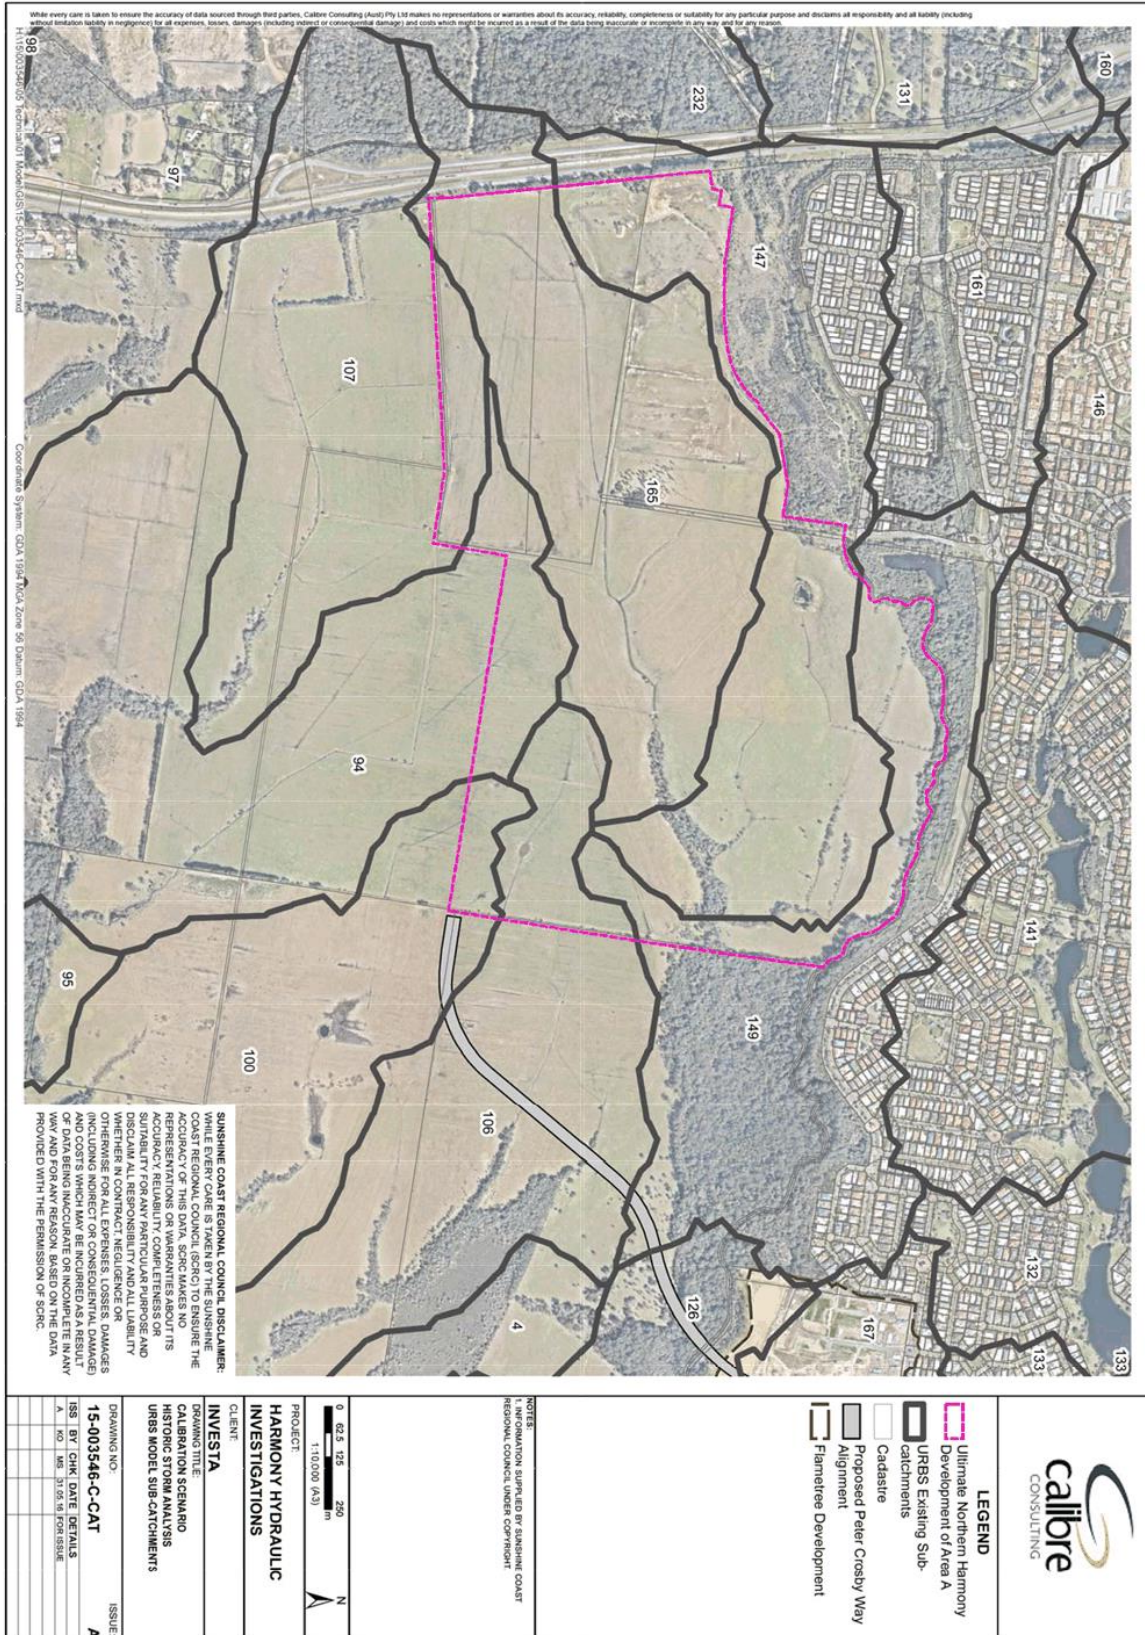 While every care is taken to ensure the accuracy of data sourced through third parties, Calibre Consulting (Aust) Pty Ltd makes no representations or warranties about its accuracy, reliability, completeness or suitability for any particular purpose and disclaims all responsibility and all liability (including
without limitation liability in negligence) for all expenses, losses, damages (including indirect or consequential damage) and costs which might be incurred as a result of the data being inaccurate or incomplete in any way and for any reason.
160
131
232
98
97
147
161
146
107
165
94
141
95
149
100
106
132
126
167
4
133
133
Coordinate System: GDA 1994 MGA Zone 56 Datum: GDA 1994
SUNSHINE COAST REGIONAL COUNCIL DISCLAIMER:
WHILE EVERY CARE IS TAKEN BY THE SUNSHINE
COAST REGIONAL COUNCIL (SCRC) TO ENSURE THE
ACCURACY OF THIS DATA, SCRC MAKES NO
REPRESENTATIONS OR WARRANTIES ABOUT ITS
ACCURACY, RELIABILITY, COMPLETENESS OR
SUITABILITY FOR ANY PARTICULAR PURPOSE AND
DISCLAIM ALL RESPONSIBILITY AND ALL LIABILITY
WHETHER IN CONTRACT, NEGLIGENCE OR
OTHERWISE FOR ALL EXPENSES, LOSSES, DAMAGES
(INCLUDING INDIRECT OR CONSEQUENTIAL DAMAGE)
AND COSTS WHICH MAY BE INCURRED AS A RESULT
OF DATA BEING INACCURATE OR INCOMPLETE IN ANY
WAY AND FOR ANY REASON. BASED ON THE DATA
PROVIDED WITH THE PERMISSION OF SCRC.
calibre
CONSULTING
LEGEND
Ultimate Northern Harmony
Development of Area A
URBS Existing Sub-
catchments
Cadastre
Proposed Peter Crosby Way
Alignment
Flametree Development
NOTES:
1. INFORMATION SUPPLIED BY SUNSHINE COAST
REGIONAL COUNCIL UNDER COPYRIGHT.
0 62.5 125 250
m
1:10,000 (A3)
N
PROJECT:
HARMONY HYDRAULIC
INVESTIGATIONS
CLIENT:
INVESTA
DRAWING TITLE:
CALIBRATION SCENARIO
HISTORIC STORM ANALYSIS
URBS MODEL SUB-CATCHMENTS
DRAWING NO: ISSUE:
15-003546-C-CAT A
ISS BY CHK DATE DETAILS
A KO MS 31.05.16 FOR ISSUE